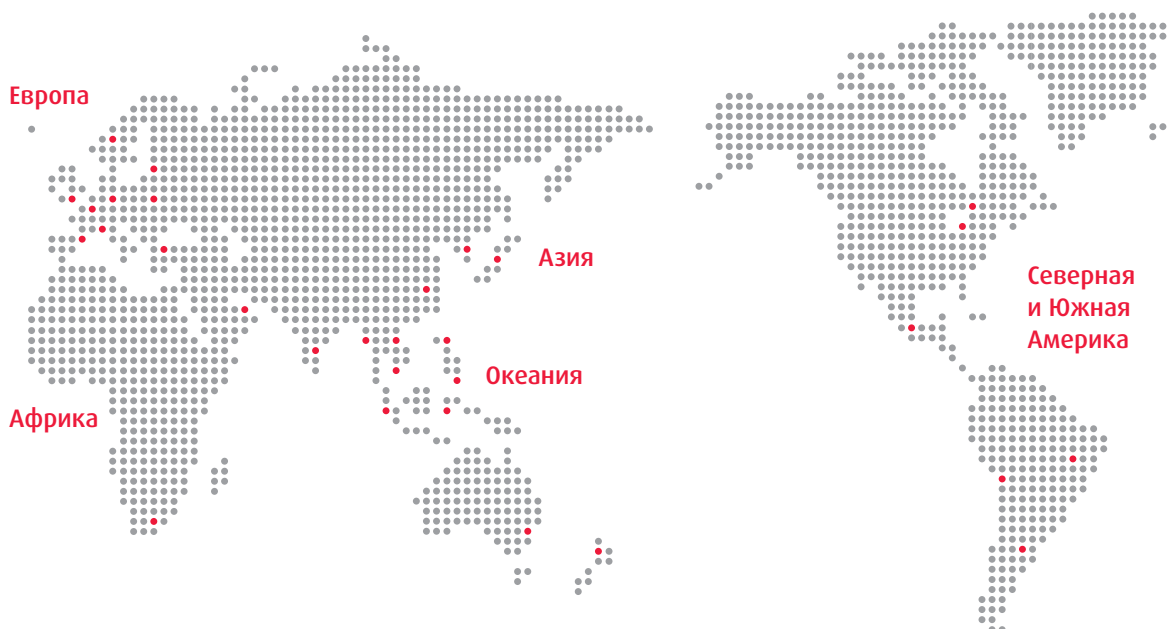 Европа
Азия
Северная
и Южная
Америка
Океания
Африка